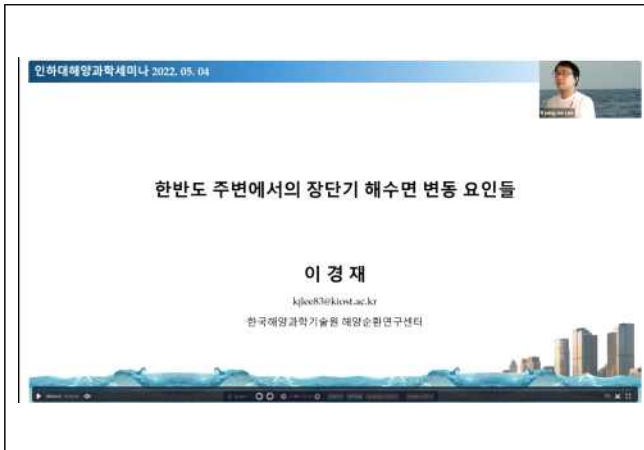 인하대해양과학세미나 2022. 05. 04
한반도 주변에서의 장단기 해수면 변동 요인들
이 경 재
kjlee83@kiost.ac.kr
한국해양과학기술원 해양순환연구센터